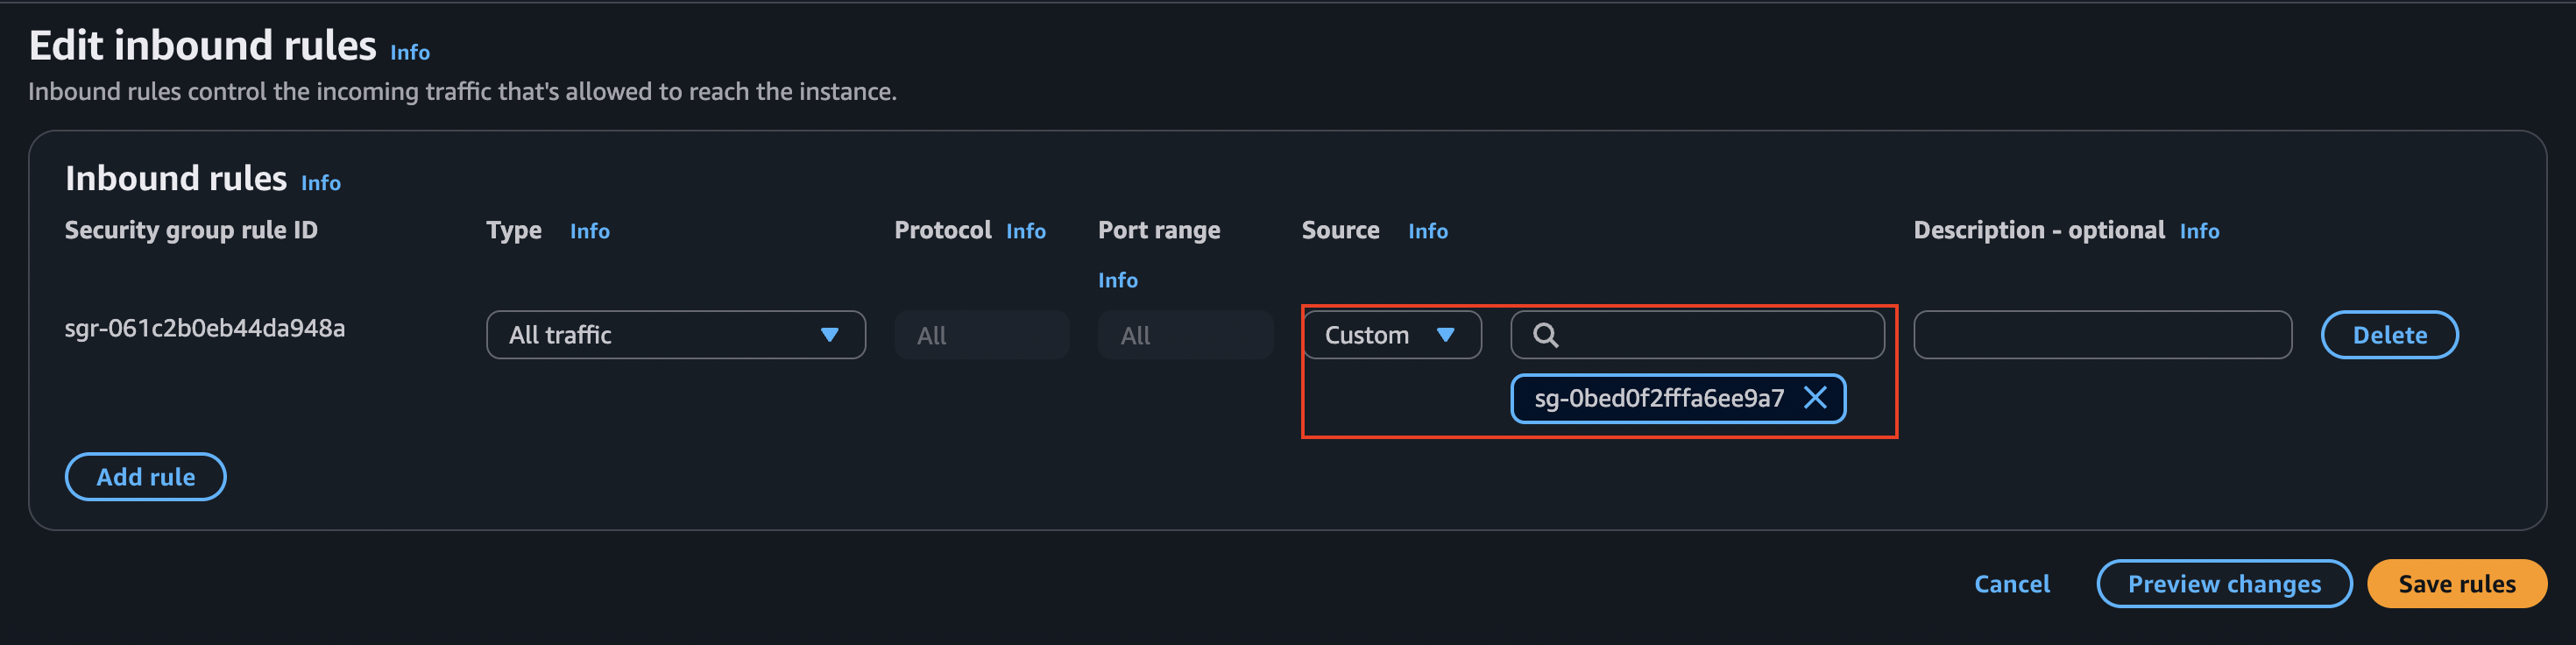 Edit inbound rules Info
Inbound rules control the incoming traffic that's allowed to reach the instance.
Inbound rules Info
Security group rule ID Type Info Protocol Info Port range Info Source Info Description - optional Info
sgr-061c2b0eb44da948a All traffic All All Custom Delete
sg-0bed0f2fffa6ee9a7
Add rule
Cancel Preview changes Save rules